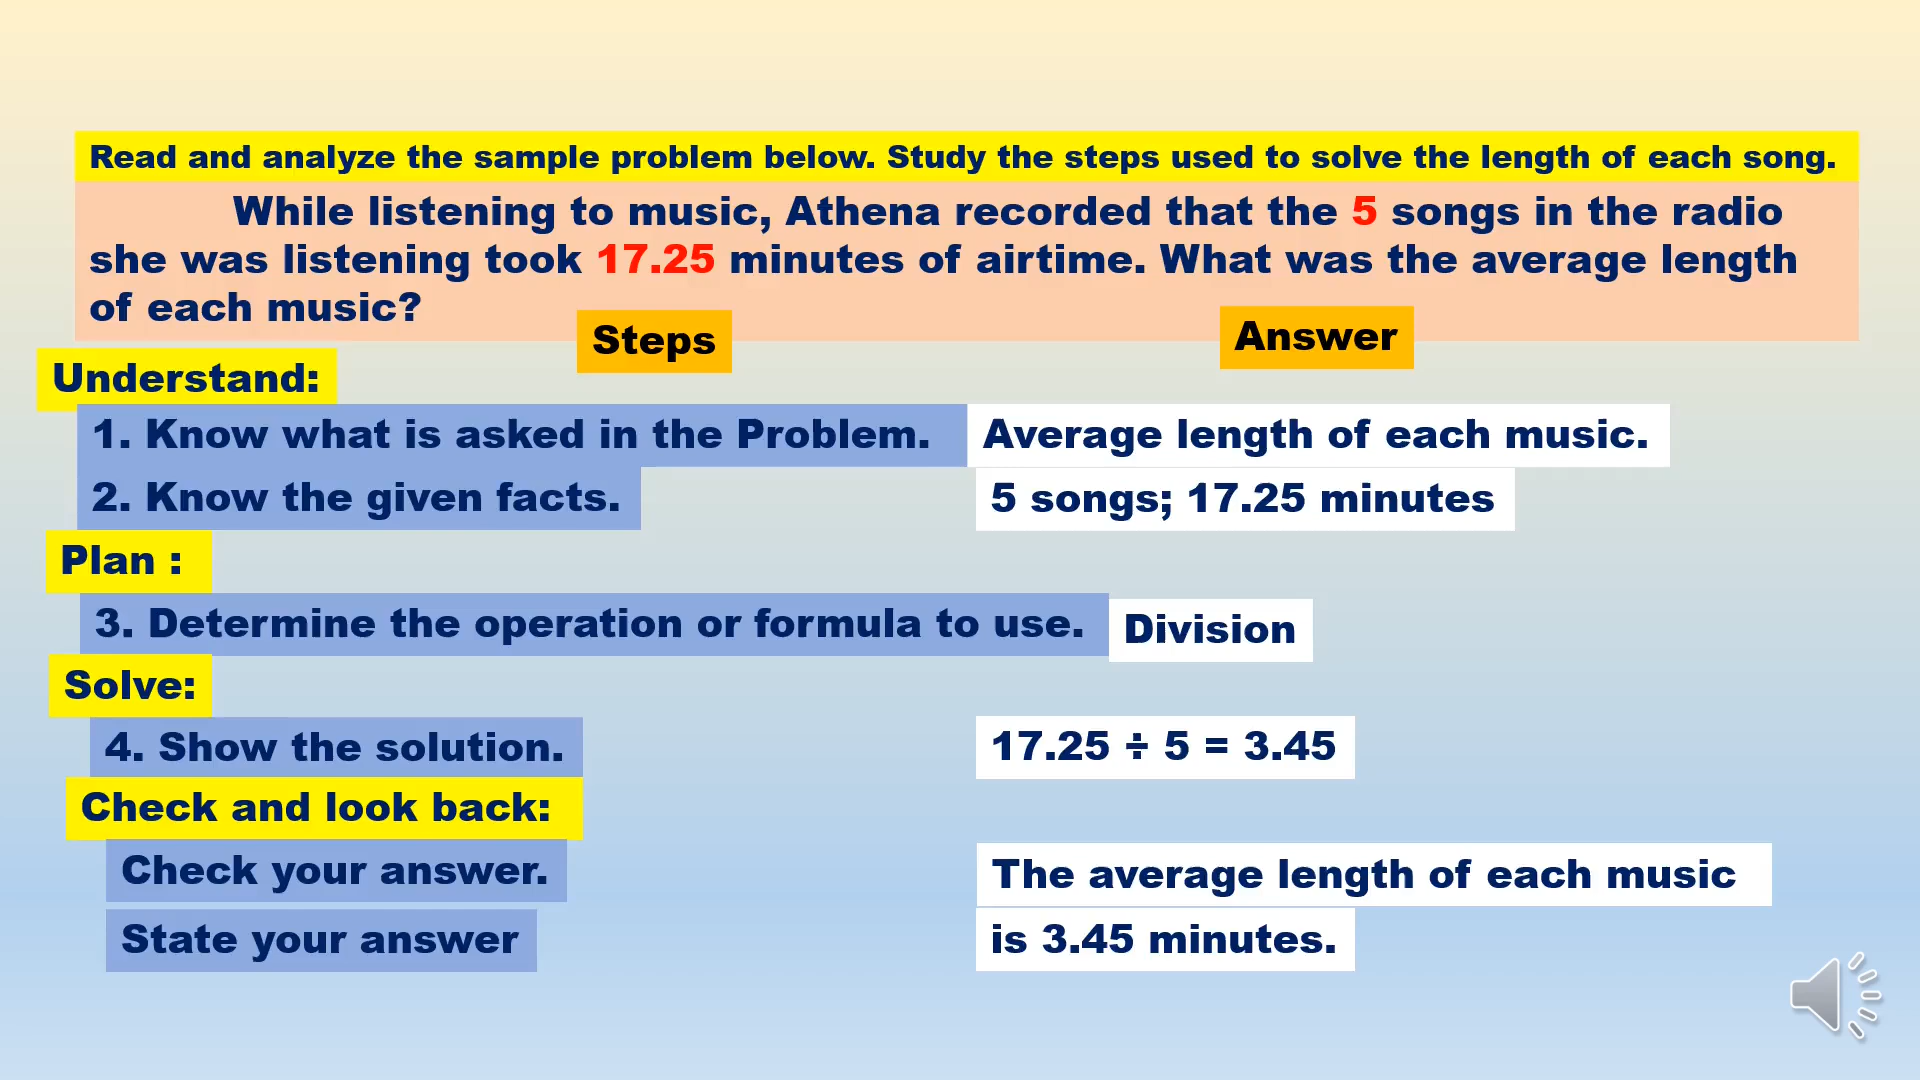 Read and analyze the sample problem below. Study the steps used to solve the length of each song.
While listening to music, Athena recorded that the 5 songs in the radio
she was listening took 17.25 minutes of airtime. What was the average length
of each music?
Steps
Answer
Understand:
1. Know what is asked in the Problem.
Average length of each music.
2. Know the given facts.
5 songs; 17.25 minutes
Plan :
3. Determine the operation or formula to use.
Division
Solve:
4. Show the solution.
17.25 ÷ 5 = 3.45
Check and look back:
Check your answer.
The average length of each music
State your answer
is 3.45 minutes.